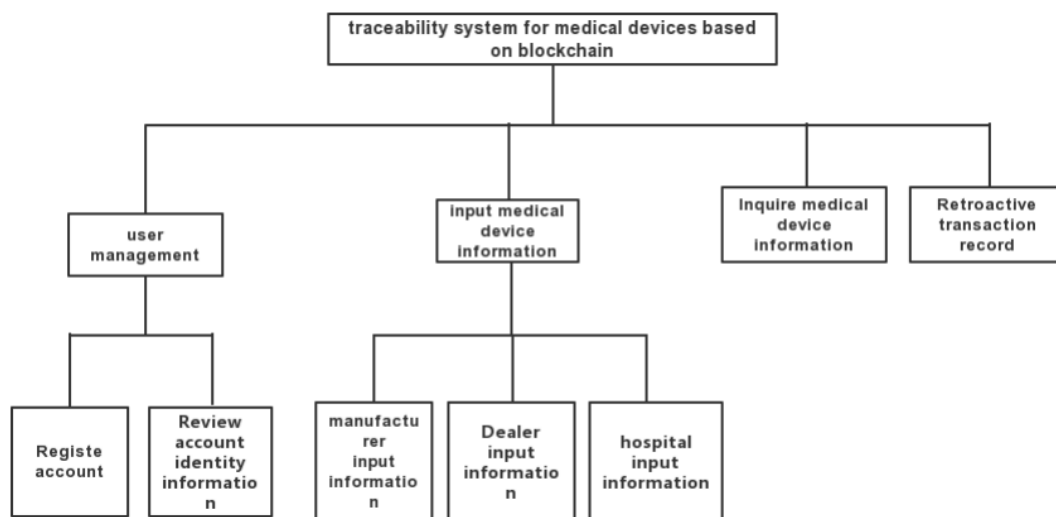 traceability system for medical devices based
on blockchain
user
management
input medical
device
information
Inquire medical
device
information
Retroactive
transaction
record
Registe
account
Review
account
identity
informatio
n
manufactu
rer
input
informatio
n
Dealer
input
informatio
n
hospital
input
information